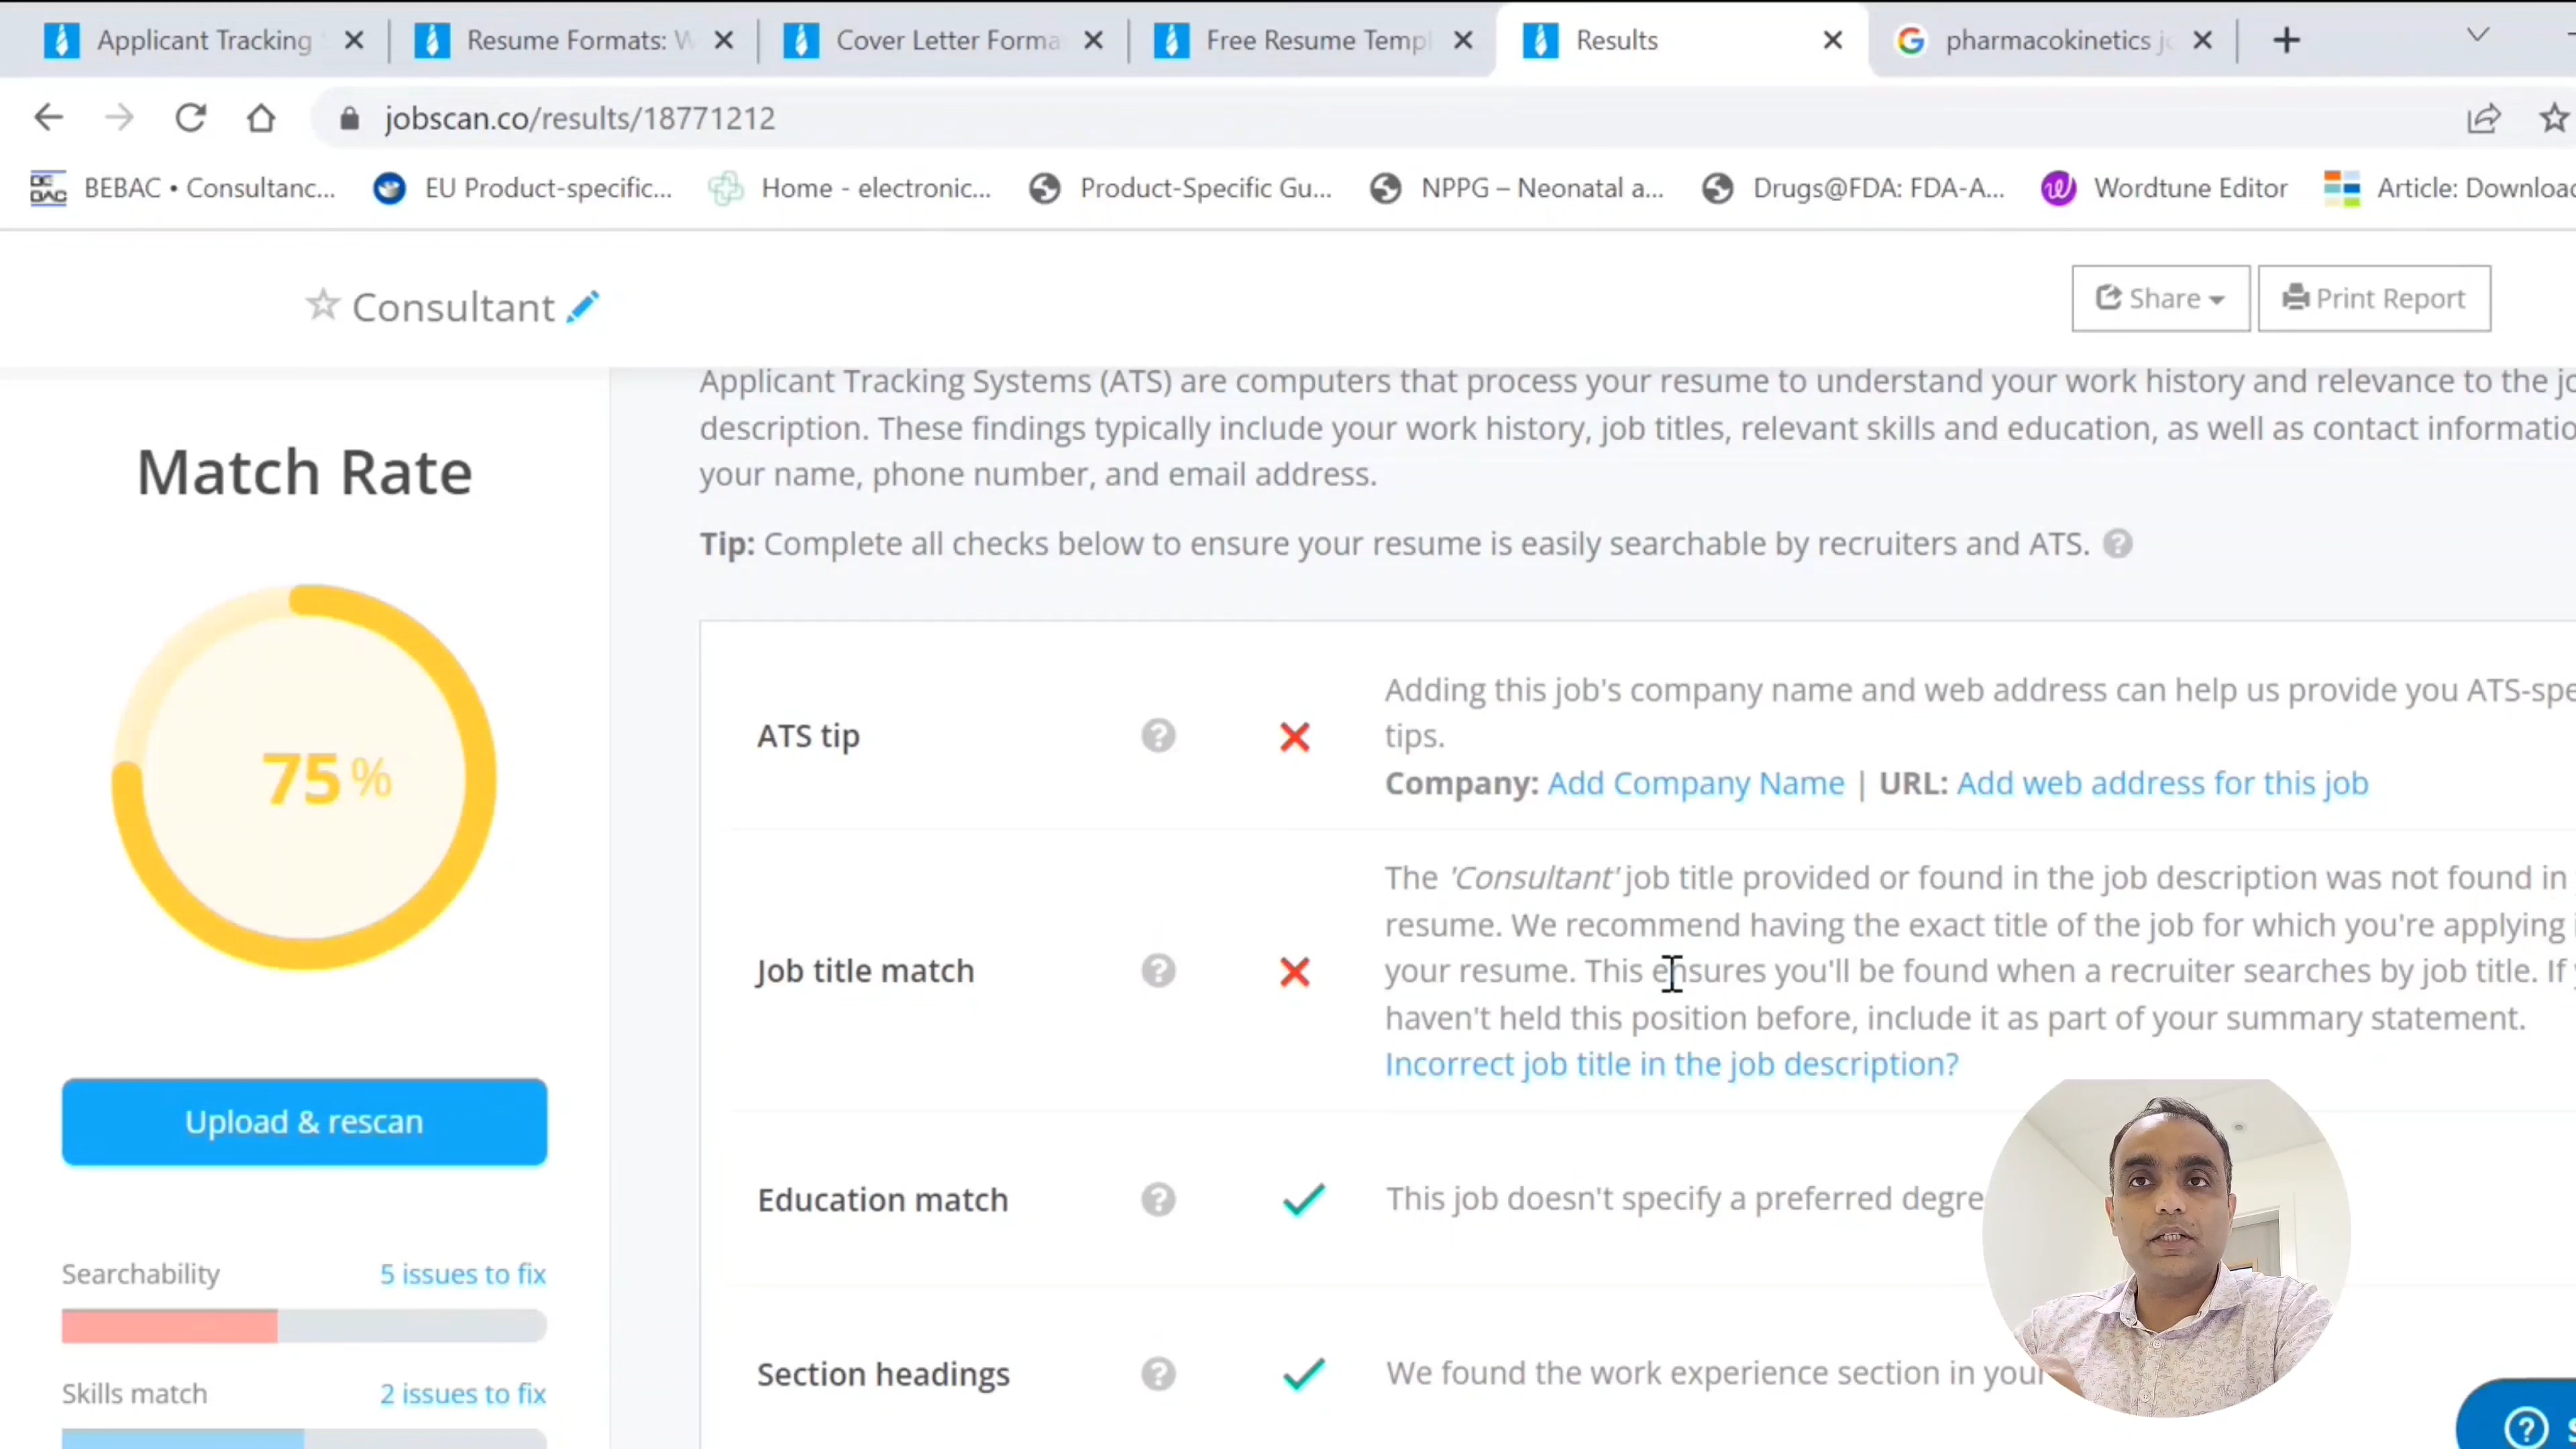 Applicant Tracking
Resume Formats: W
Cover Letter Forma
Free Resume Templ
Results
pharmacokinetics jo
jobscan.co/results/18771212
BEBAC • Consultanc...
EU Product-specific...
Home - electronic...
Product-Specific Gu...
NPPG – Neonatal a...
Drugs@FDA: FDA-A...
Wordtune Editor
Article: Download
Consultant
Share
Print Report
Match Rate
75 %
Upload & rescan
Searchability 5 issues to fix
Skills match 2 issues to fix
Applicant Tracking Systems (ATS) are computers that process your resume to understand your work history and relevance to the jo
description. These findings typically include your work history, job titles, relevant skills and education, as well as contact informatio
your name, phone number, and email address.
Tip: Complete all checks below to ensure your resume is easily searchable by recruiters and ATS.
ATS tip
Adding this job's company name and web address can help us provide you ATS-spe
tips.
Company: Add Company Name | URL: Add web address for this job
Job title match
The 'Consultant' job title provided or found in the job description was not found in
resume. We recommend having the exact title of the job for which you're applying i
your resume. This ensures you'll be found when a recruiter searches by job title. If y
haven't held this position before, include it as part of your summary statement.
Incorrect job title in the job description?
Education match
This job doesn't specify a preferred degre
Section headings
We found the work experience section in your